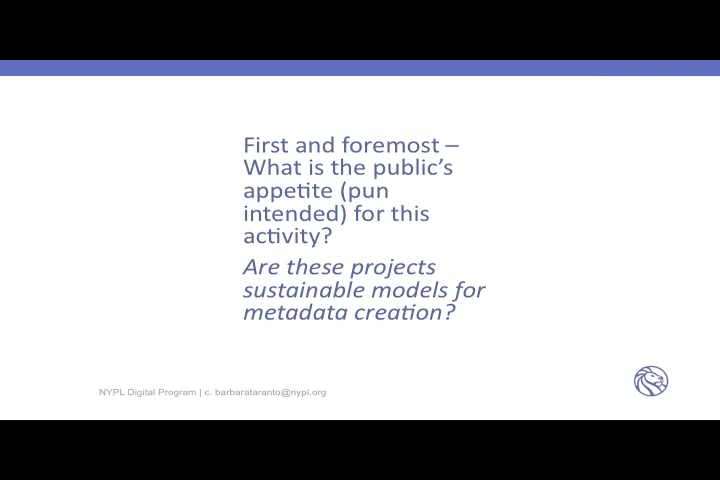 First and foremost –
What is the public’s
appetite (pun
intended) for this
activity?
Are these projects
sustainable models for
metadata creation?
NYPL Digital Program | c. barbarataranto@nypl.org